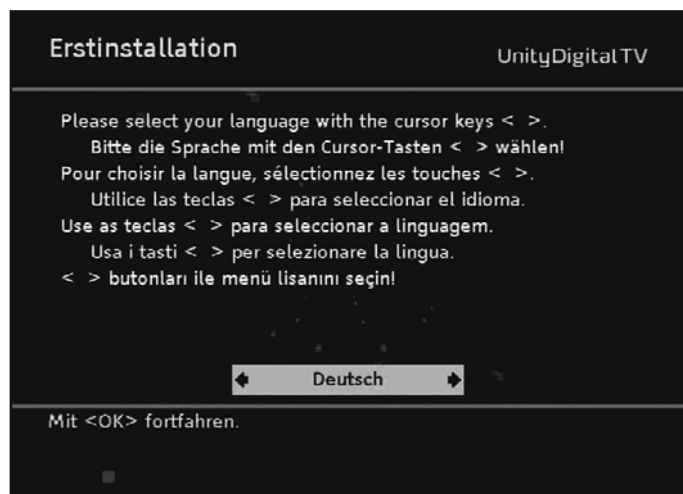 Erstinstallation
UnityDigitalTV
Please select your language with the cursor keys < >.
Bitte die Sprache mit den Cursor-Tasten < > wählen!
Pour choisir la langue, sélectionnez les touches < >.
Utilice las teclas < > para seleccionar el idioma.
Use as teclas < > para seleccionar a linguagem.
Usa i tasti < > per selezionare la lingua.
< > butonları ile menü lisanını seçin!
Deutsch
Mit <OK> fortfahren.